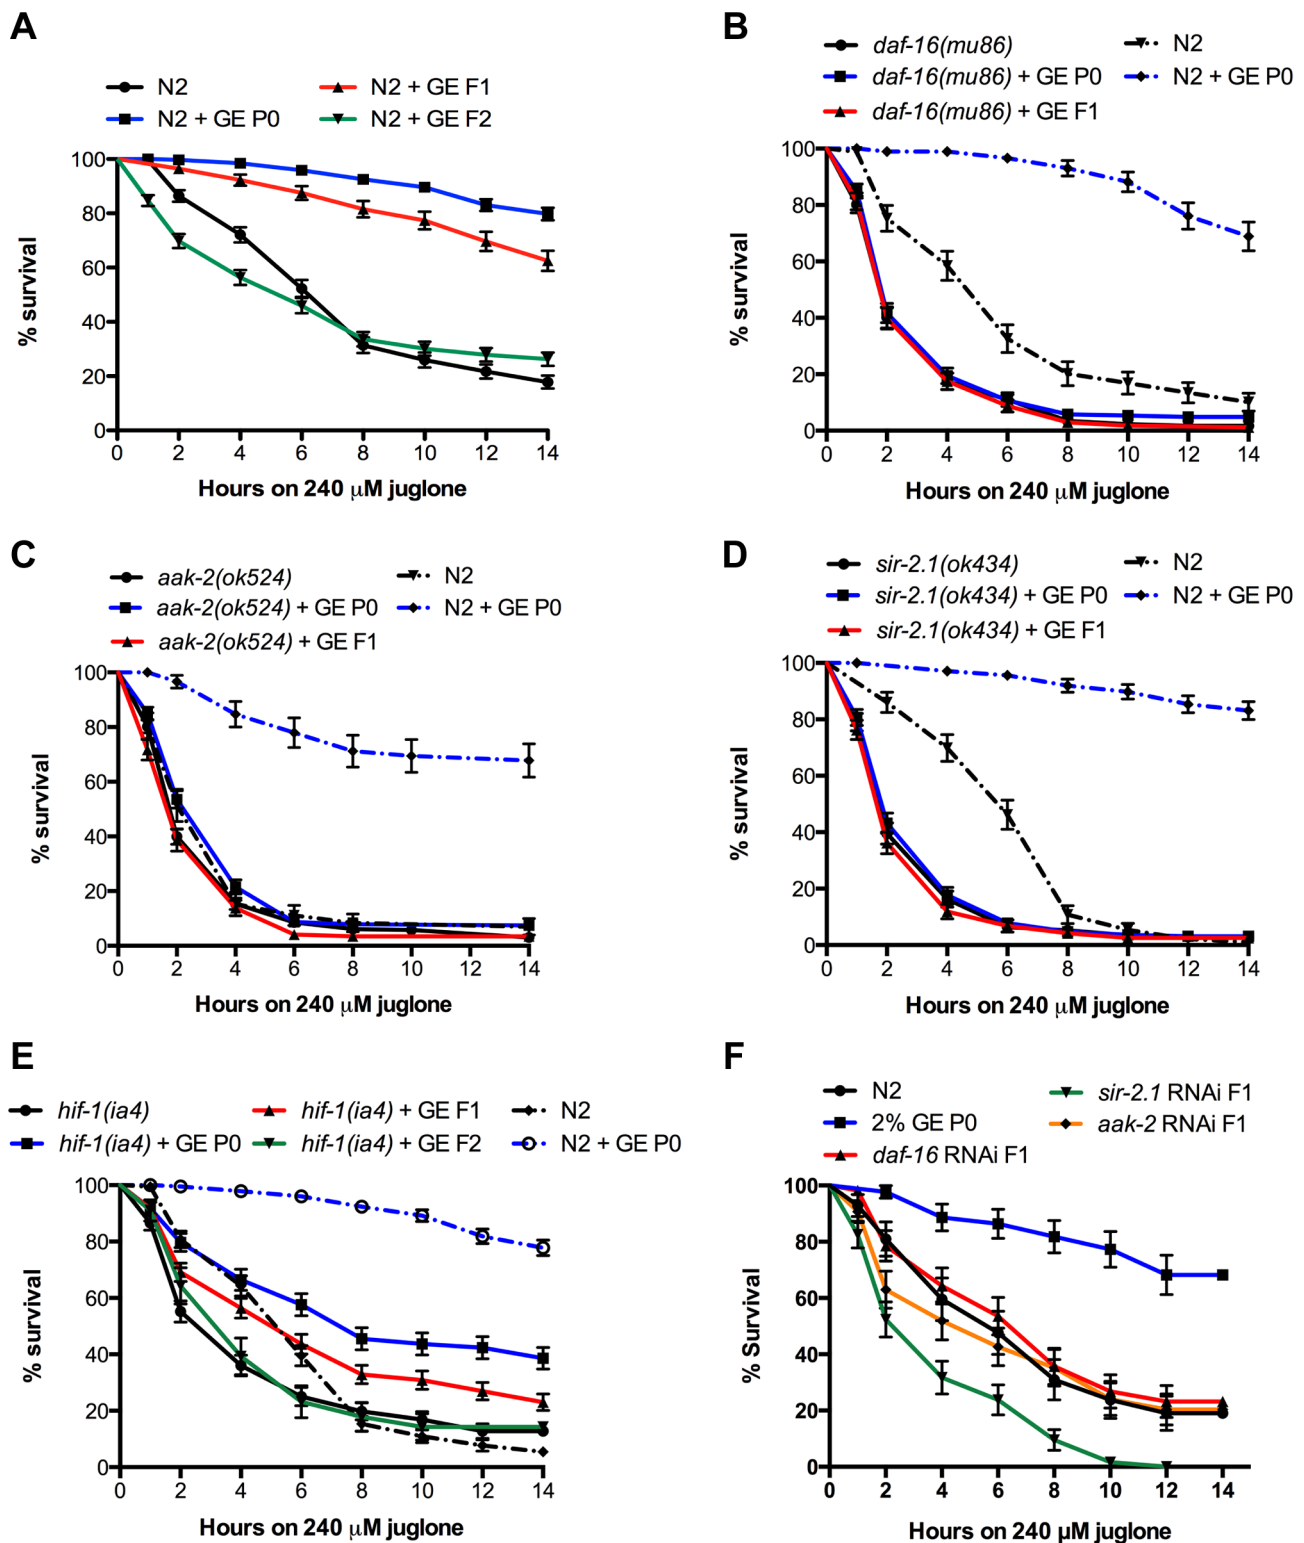 A
N2
N2 + GE F1
N2 + GE P0
N2 + GE F2
100
80
60
40
20
0
% survival
0 2 4 6 8 10 12 14
Hours on 240 μM juglone
B
daf-16(mu86)
N2
daf-16(mu86) + GE P0
N2 + GE P0
daf-16(mu86) + GE F1
100
80
60
40
20
0
% survival
0 2 4 6 8 10 12 14
Hours on 240 μM juglone
C
aak-2(ok524)
N2
aak-2(ok524) + GE P0
N2 + GE P0
aak-2(ok524) + GE F1
100
80
60
40
20
0
% survival
0 2 4 6 8 10 12 14
Hours on 240 μM juglone
D
sir-2.1(ok434)
N2
sir-2.1(ok434) + GE P0
N2 + GE P0
sir-2.1(ok434) + GE F1
100
80
60
40
20
0
% survival
0 2 4 6 8 10 12 14
Hours on 240 μM juglone
E
hif-1(ia4)
hif-1(ia4) + GE F1
N2
hif-1(ia4) + GE P0
hif-1(ia4) + GE F2
N2 + GE P0
100
80
60
40
20
0
% survival
0 2 4 6 8 10 12 14
Hours on 240 μM juglone
F
N2
sir-2.1 RNAi F1
2% GE P0
aak-2 RNAi F1
daf-16 RNAi F1
100
80
60
40
20
0
% Survival
0 2 4 6 8 10 12 14
Hours on 240 μM juglone